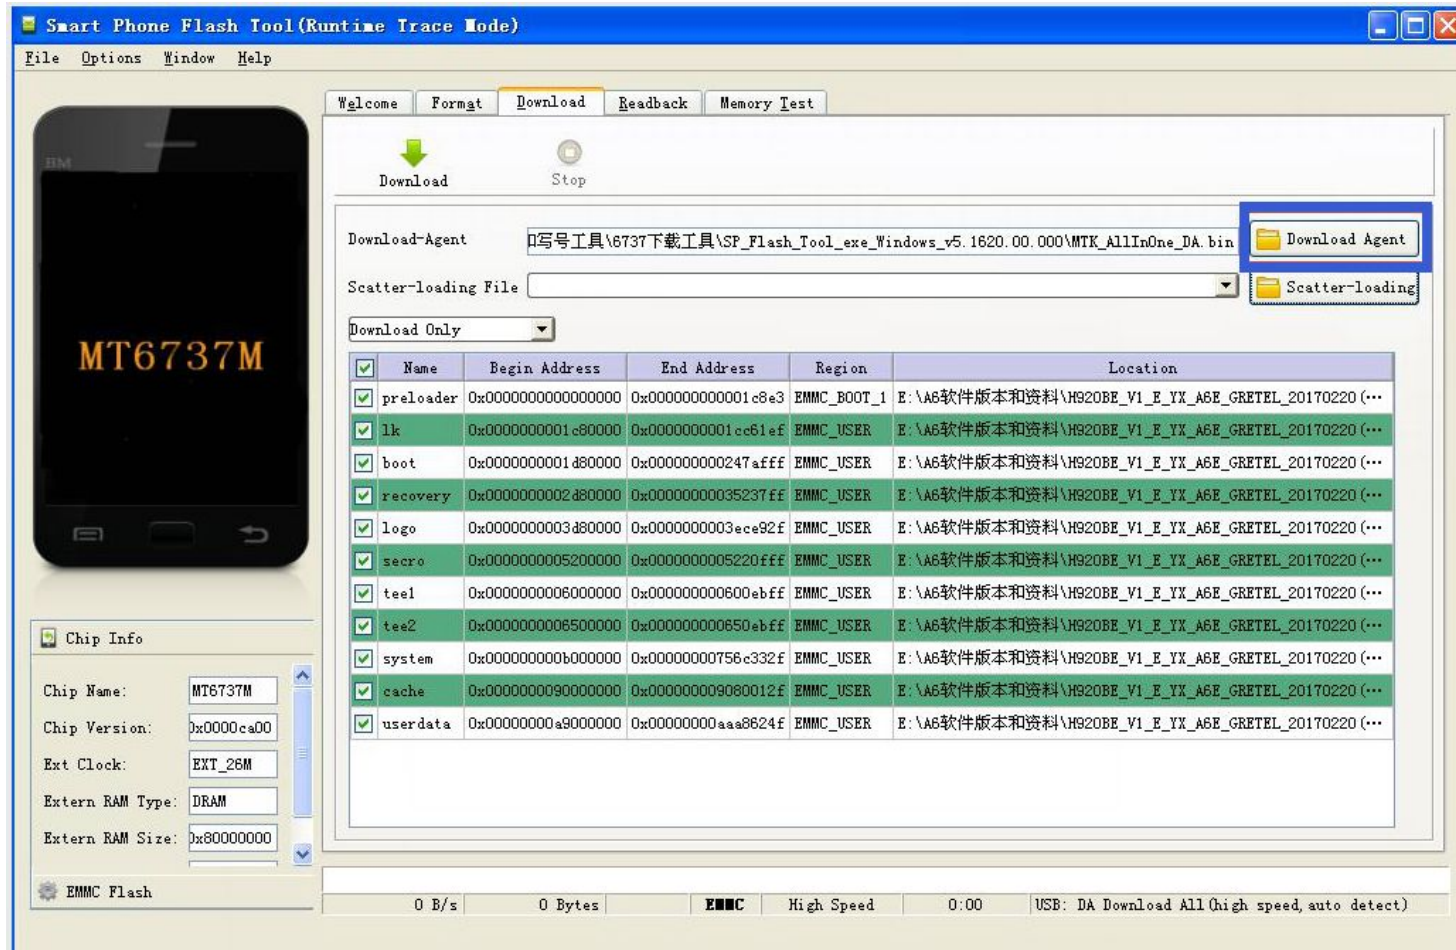 Smart Phone Flash Tool(Runtime Trace Mode)
File Options Window Help
Welcome Format Download Readback Memory Test
BM
Download Stop
Download-Agent 写号工具\6737下载工具\SP_Flash_Tool_exe_Windows_v5.1620.00.000\MTK_AllInOne_DA.bin Download Agent
Scatter-loading File Scatter-loading
Download Only
MT6737M
Name Begin Address End Address Region Location
preloader 0x0000000000000000 0x000000000001c8e3 EMMC_BOOT_1 E:\A6软件版本和资料\H920BE_V1_E_YX_A6E_GRETEL_20170220(...
lk 0x0000000001c80000 0x0000000001cc61ef EMMC_USER E:\A6软件版本和资料\H920BE_V1_E_YX_A6E_GRETEL_20170220(...
boot 0x0000000001d80000 0x000000000247afff EMMC_USER E:\A6软件版本和资料\H920BE_V1_E_YX_A6E_GRETEL_20170220(...
recovery 0x0000000002d80000 0x00000000035237ff EMMC_USER E:\A6软件版本和资料\H920BE_V1_E_YX_A6E_GRETEL_20170220(...
logo 0x0000000003d80000 0x0000000003ece92f EMMC_USER E:\A6软件版本和资料\H920BE_V1_E_YX_A6E_GRETEL_20170220(...
secro 0x0000000005200000 0x0000000005220fff EMMC_USER E:\A6软件版本和资料\H920BE_V1_E_YX_A6E_GRETEL_20170220(...
tee1 0x0000000006000000 0x000000000600ebff EMMC_USER E:\A6软件版本和资料\H920BE_V1_E_YX_A6E_GRETEL_20170220(...
tee2 0x0000000006500000 0x000000000650ebff EMMC_USER E:\A6软件版本和资料\H920BE_V1_E_YX_A6E_GRETEL_20170220(...
system 0x000000000b000000 0x00000000756c332f EMMC_USER E:\A6软件版本和资料\H920BE_V1_E_YX_A6E_GRETEL_20170220(...
cache 0x0000000090000000 0x000000009080012f EMMC_USER E:\A6软件版本和资料\H920BE_V1_E_YX_A6E_GRETEL_20170220(...
userdata 0x00000000a9000000 0x00000000aaa8624f EMMC_USER E:\A6软件版本和资料\H920BE_V1_E_YX_A6E_GRETEL_20170220(...
Chip Info
Chip Name: MT6737M
Chip Version: 0x0000ca00
Ext Clock: EXT_26M
Extern RAM Type: DRAM
Extern RAM Size: 0x80000000
EMMC Flash
0 B/s 0 Bytes EMMC High Speed 0:00 USB: DA Download All(high speed, auto detect)